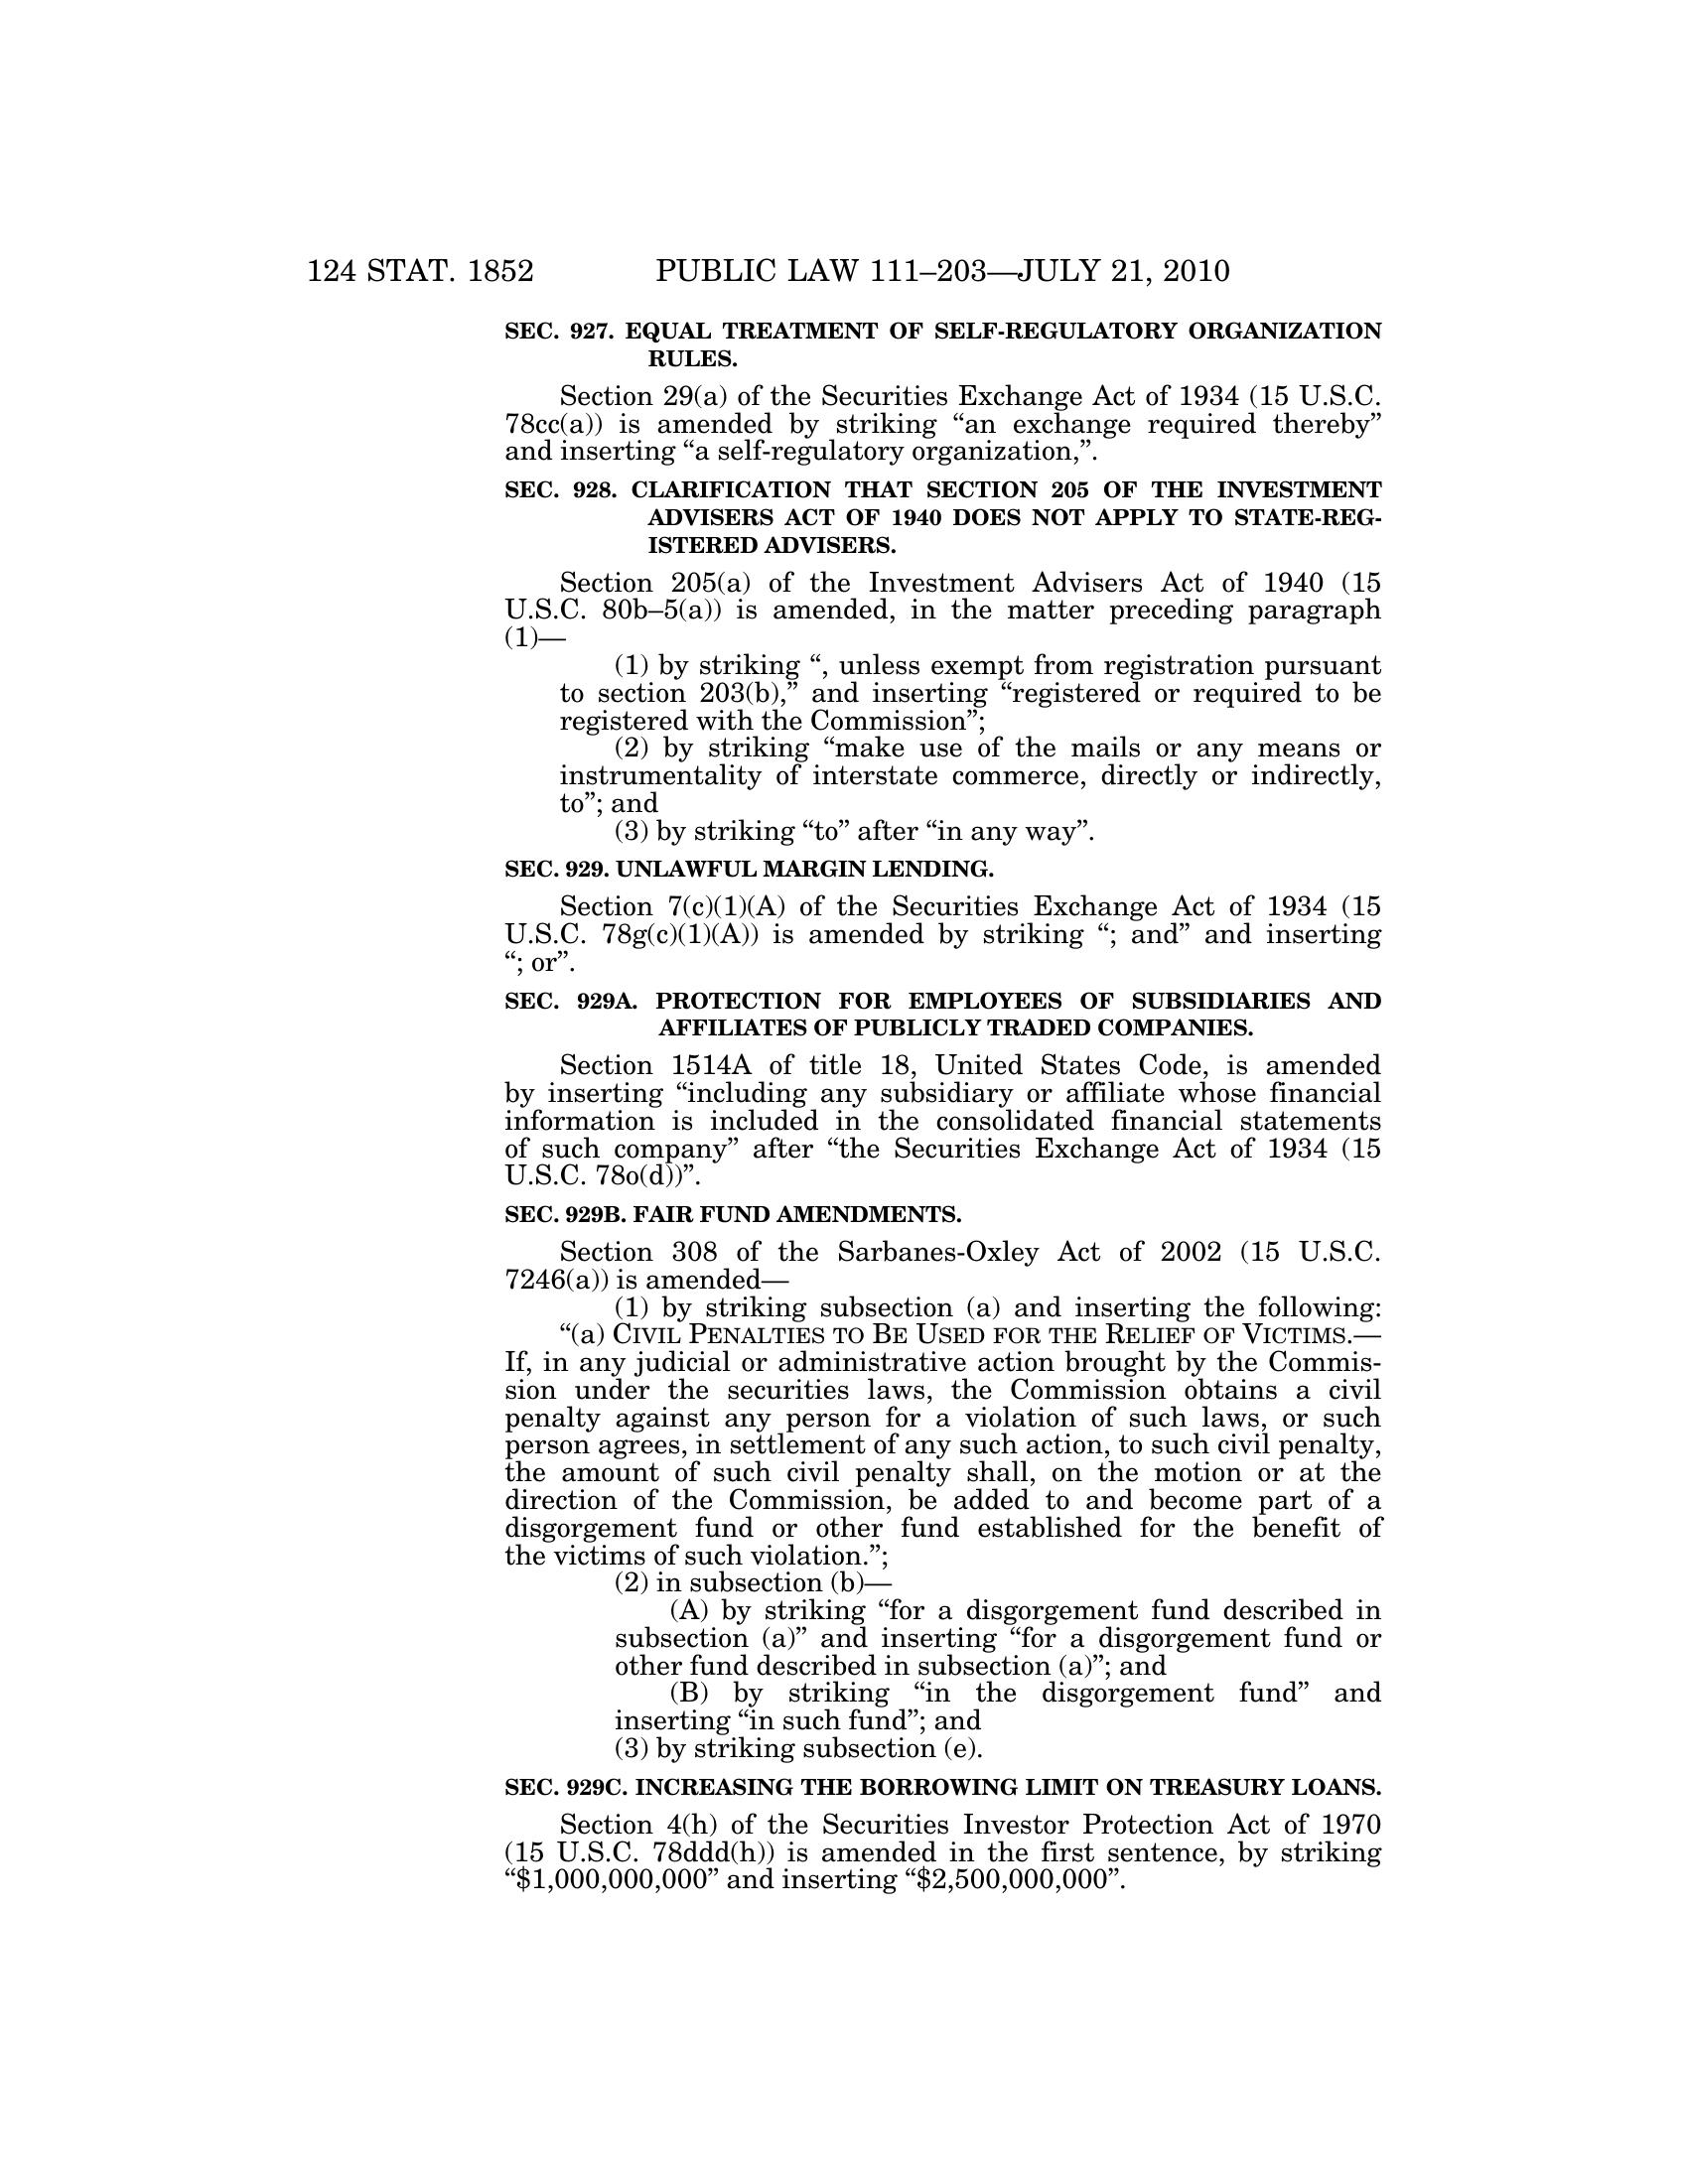 124 STAT. 1852 PUBLIC LAW 111–203—JULY 21, 2010
SEC. 927. EQUAL TREATMENT OF SELF-REGULATORY ORGANIZATION
RULES.
Section 29(a) of the Securities Exchange Act of 1934 (15 U.S.C.
78cc(a)) is amended by striking “an exchange required thereby”
and inserting “a self-regulatory organization,”.
SEC. 928. CLARIFICATION THAT SECTION 205 OF THE INVESTMENT
ADVISERS ACT OF 1940 DOES NOT APPLY TO STATE-REG-
ISTERED ADVISERS.
Section 205(a) of the Investment Advisers Act of 1940 (15
U.S.C. 80b–5(a)) is amended, in the matter preceding paragraph
(1)—
(1) by striking “, unless exempt from registration pursuant
to section 203(b),” and inserting “registered or required to be
registered with the Commission”;
(2) by striking “make use of the mails or any means or
instrumentality of interstate commerce, directly or indirectly,
to”; and
(3) by striking “to” after “in any way”.
SEC. 929. UNLAWFUL MARGIN LENDING.
Section 7(c)(1)(A) of the Securities Exchange Act of 1934 (15
U.S.C. 78g(c)(1)(A)) is amended by striking “; and” and inserting
“; or”.
SEC. 929A. PROTECTION FOR EMPLOYEES OF SUBSIDIARIES AND
AFFILIATES OF PUBLICLY TRADED COMPANIES.
Section 1514A of title 18, United States Code, is amended
by inserting “including any subsidiary or affiliate whose financial
information is included in the consolidated financial statements
of such company” after “the Securities Exchange Act of 1934 (15
U.S.C. 78o(d))”.
SEC. 929B. FAIR FUND AMENDMENTS.
Section 308 of the Sarbanes-Oxley Act of 2002 (15 U.S.C.
7246(a)) is amended—
(1) by striking subsection (a) and inserting the following:
“(a) CIVIL PENALTIES TO BE USED FOR THE RELIEF OF VICTIMS.—
If, in any judicial or administrative action brought by the Commis-
sion under the securities laws, the Commission obtains a civil
penalty against any person for a violation of such laws, or such
person agrees, in settlement of any such action, to such civil penalty,
the amount of such civil penalty shall, on the motion or at the
direction of the Commission, be added to and become part of a
disgorgement fund or other fund established for the benefit of
the victims of such violation.”;
(2) in subsection (b)—
(A) by striking “for a disgorgement fund described in
subsection (a)” and inserting “for a disgorgement fund or
other fund described in subsection (a)”; and
(B) by striking “in the disgorgement fund” and
inserting “in such fund”; and
(3) by striking subsection (e).
SEC. 929C. INCREASING THE BORROWING LIMIT ON TREASURY LOANS.
Section 4(h) of the Securities Investor Protection Act of 1970
(15 U.S.C. 78ddd(h)) is amended in the first sentence, by striking
“$1,000,000,000” and inserting “$2,500,000,000”.